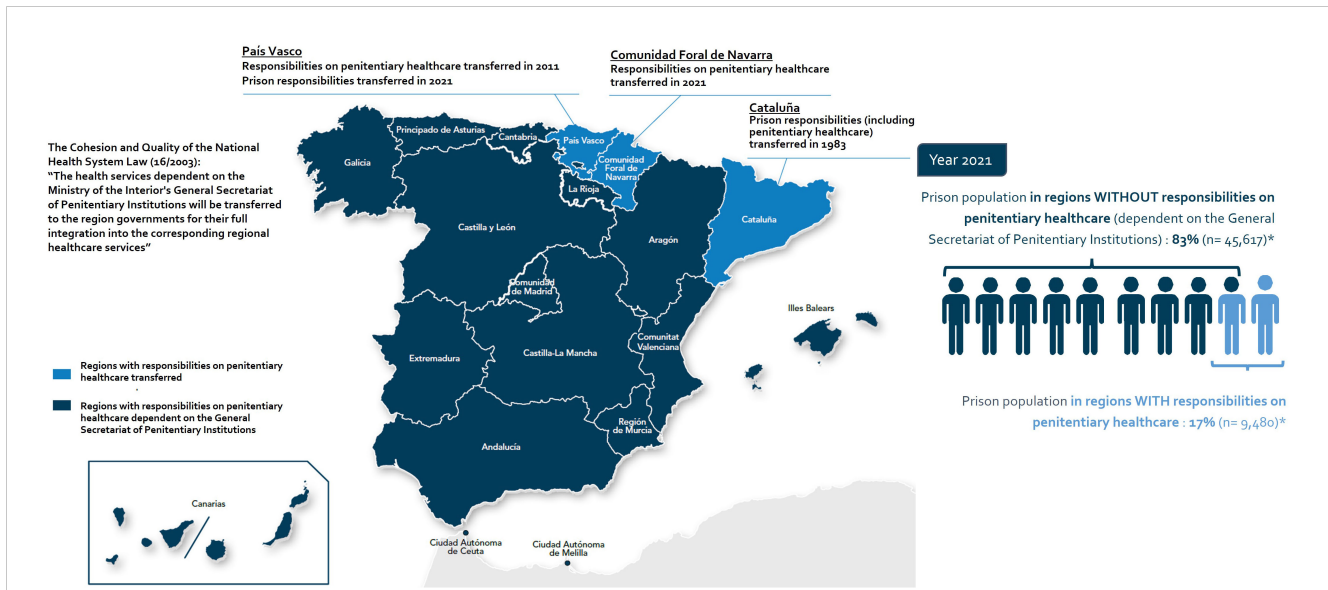 País Vasco
Responsibilities on penitentiary healthcare transferred in 2011
Prison responsibilities transferred in 2021
Comunidad Foral de Navarra
Responsibilities on penitentiary healthcare
transferred in 2021
Cataluña
Prison responsibilities (including
penitentiary healthcare)
transferred in 1983
The Cohesion and Quality of the National
Health System Law (16/2003):
“The health services dependent on the
Ministry of the Interior's General Secretariat
of Penitentiary Institutions will be transferred
to the region governments for their full
integration into the corresponding regional
healthcare services”
Galicia
Principado de Asturias
Cantabria
País Vasco
Comunidad
Foral de
Navarra
La Rioja
Castilla y León
Aragón
Cataluña
Comunidad
de Madrid
Illes Balears
Extremadura
Castilla-La Mancha
Comunitat
Valenciana
Región
de Murcia
Andalucía
Canarias
Ciudad Autónoma
de Ceuta
Ciudad Autónoma
de Melilla
Regions with responsibilities on penitentiary
healthcare transferred
Regions with responsibilities on penitentiary
healthcare dependent on the General
Secretariat of Penitentiary Institutions
Year 2021
Prison population in regions WITHOUT responsibilities on
penitentiary healthcare (dependent on the General
Secretariat of Penitentiary Institutions) : 83% (n= 45,617)*
Prison population in regions WITH responsibilities on
penitentiary healthcare : 17% (n= 9,480)*